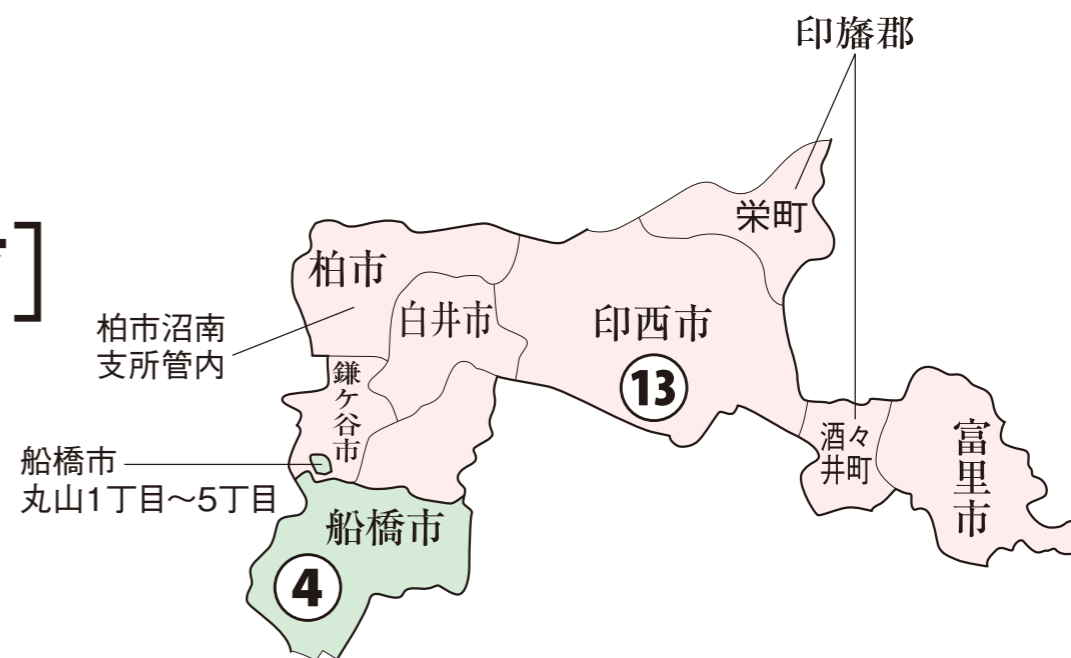 印旛郡
栄町
柏市
白井市
印西市
⑬
柏市沼南
支所管内
鎌ケ谷市
酒々
井町
富里市
船橋市
丸山1丁目～5丁目
船橋市
④